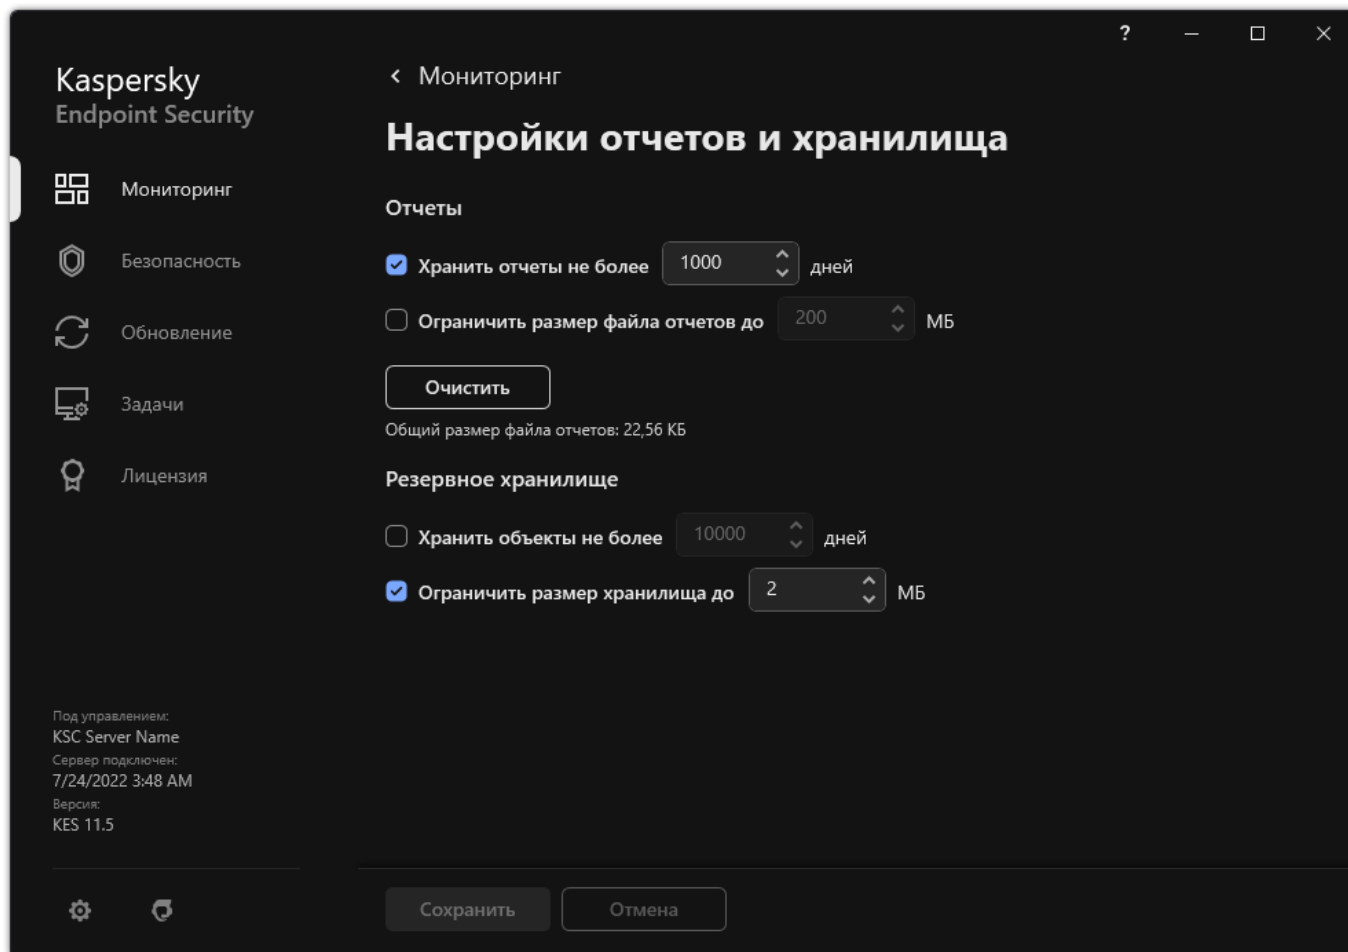 ?
Kaspersky
Endpoint Security
Мониторинг
Безопасность
Обновление
Задачи
Лицензия
Под управлением:
KSC Server Name
Сервер подключен:
7/24/2022 3:48 AM
Версия:
KES 11.5
< Мониторинг
Настройки отчетов и хранилища
Отчеты
Хранить отчеты не более 1000 дней
Ограничить размер файла отчетов до 200 МБ
Очистить
Общий размер файла отчетов: 22,56 КБ
Резервное хранилище
Хранить объекты не более 10000 дней
Ограничить размер хранилища до 2 МБ
Сохранить Отмена